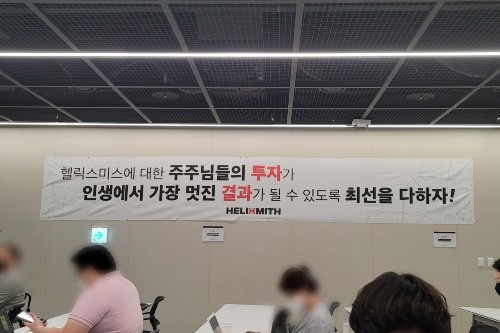 헬릭스미스에 대한 주주님들의 투자가
인생에서 가장 멋진 결과가 될 수 있도록 최선을 다하자!
HELIXMITH